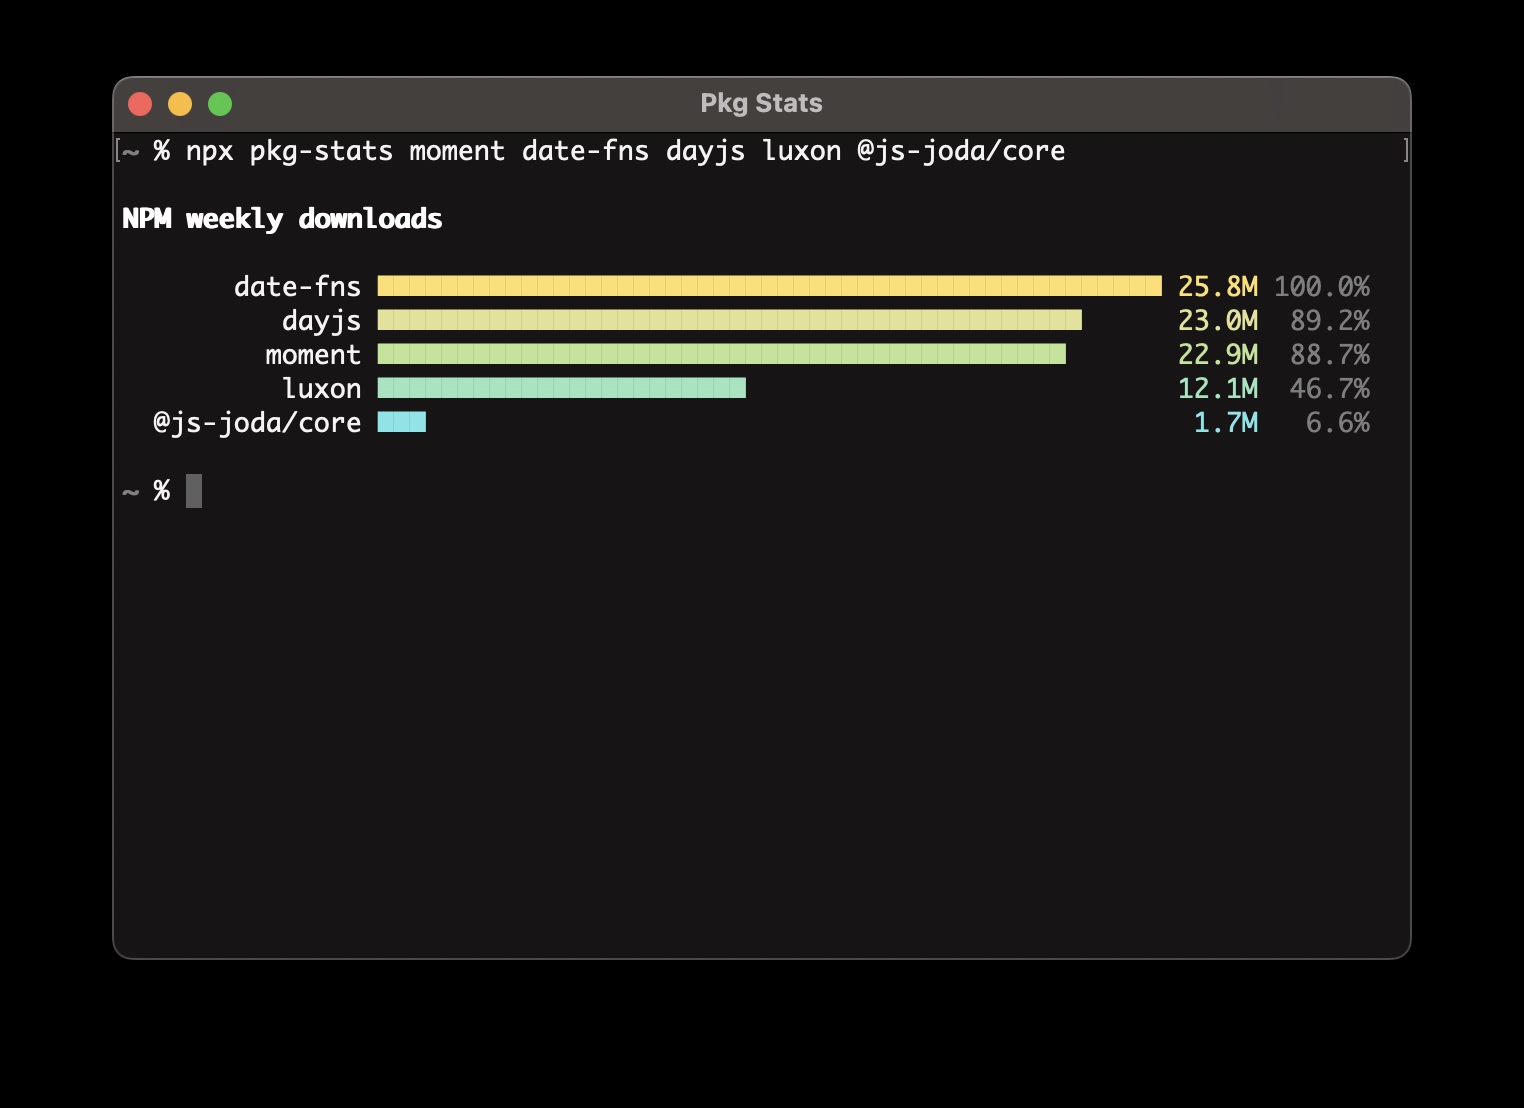 Pkg Stats
[~ % npx pkg-stats moment date-fns dayjs luxon @js-joda/core ]
NPM weekly downloads
date-fns 25.8M 100.0%
dayjs 23.0M 89.2%
moment 22.9M 88.7%
luxon 12.1M 46.7%
@js-joda/core 1.7M 6.6%
~ %